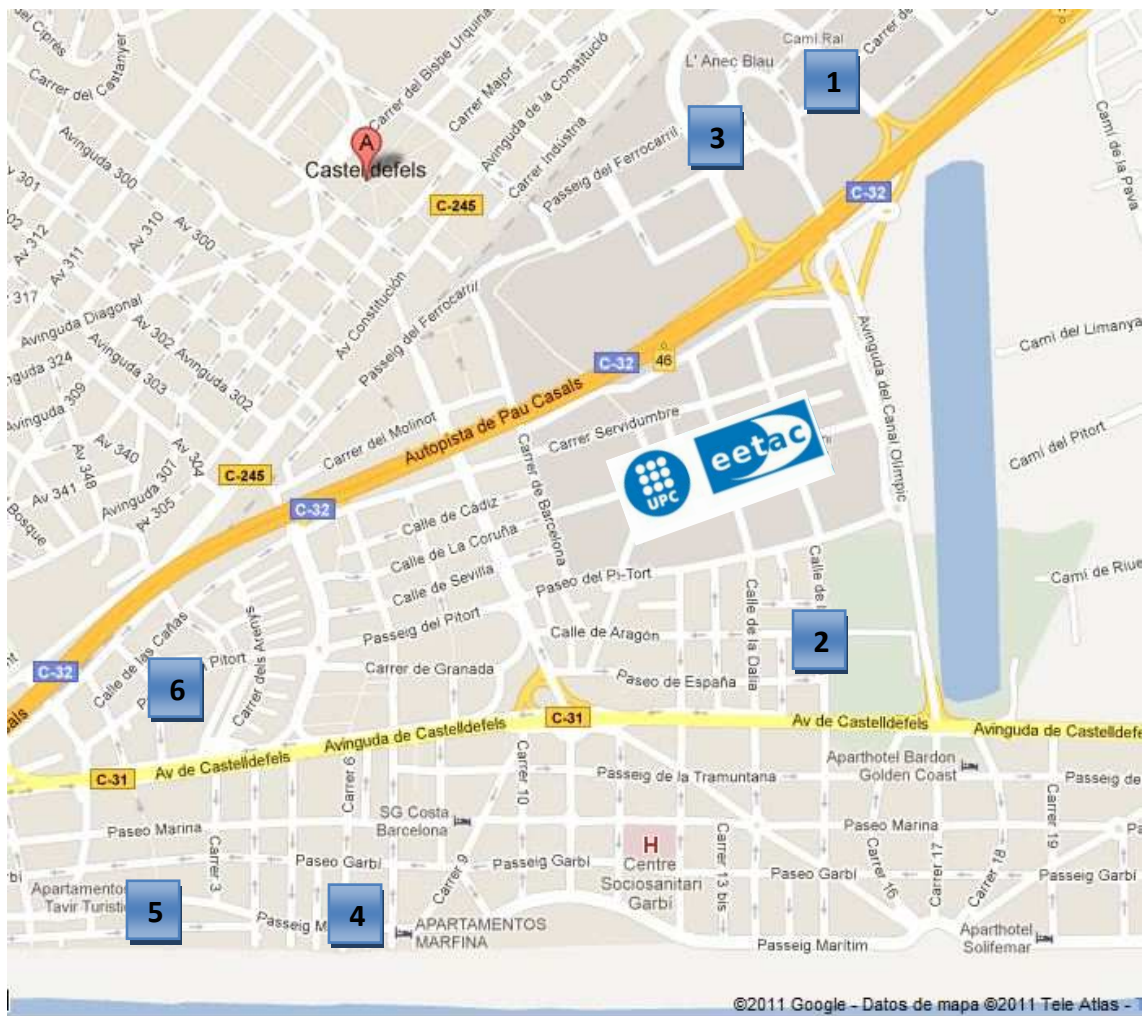 del Ciprés
Carrer del Castanyer
Carrer del Bisbe Urquina
Carrer Major
Avinguda de la Constitució
Carrer Indústria
Camí Ral
Carrer de
L' Anec Blau
1
3
A
Castelldefels
C-245
Passeig del Ferrocarril
C-32
Camí de la Pava
Avinguda 300
Av 301
Av 310
Av 300
Av 312
Av 311
317
Avinguda Diagonal
Av 302
Avinguda 302
Avinguda 303
Avinguda 324
Avinguda 309
Av Constitución
Passeig del Ferrocarril
C-32
46
Autopista de Pau Casals
Camí del Limanya
Avinguda del Canal Olímpic
Camí del Pitort
Carrer del Molinot
Carrer Servidumbre
Carrer de Barcelona
UPC
eetac
Av 340
Av 348
Av 341
Avinguda 307
Av 304
Av 305
Bosque
C-245
C-32
Calle de Cádiz
Calle de La Coruña
Calle de Sevilla
Paseo del Pi-Tort
Passeig del Pitort
Calle de Aragón
Calle de la Dalia
Calle de
2
Camí de Riue
Calle de las Cañas
Pitort
Carrer dels Arenys
6
C-32
Carrer de Granada
Paseo de España
C-31
Av de Castelldefels
Avinguda de Castelldefe
Avinguda de Castelldefels
Av de Castelldefels
C-31
Carrer 6
Carrer 10
Passeig de la Tramuntana
Aparthotel Bardon
Golden Coast
Passeig de
SG Costa
Barcelona
Paseo Marina
Paseo Marina
Carrer 3
Paseo Garbí
Carrer 9
Passeig Garbí
H
Centre
Sociosanitari
Garbí
Carrer 13 bis
Paseo Garbí
Carrer 16
Carrer 17
Carrer 18
Carrer 19
Passeig Garbí
Apartamentos
Tavir Turístic
5
4
Passeig M
APARTAMENTOS
MARFINA
Passeig Marítim
Aparthotel
Solifemar
©2011 Google - Datos de mapa ©2011 Tele Atlas -